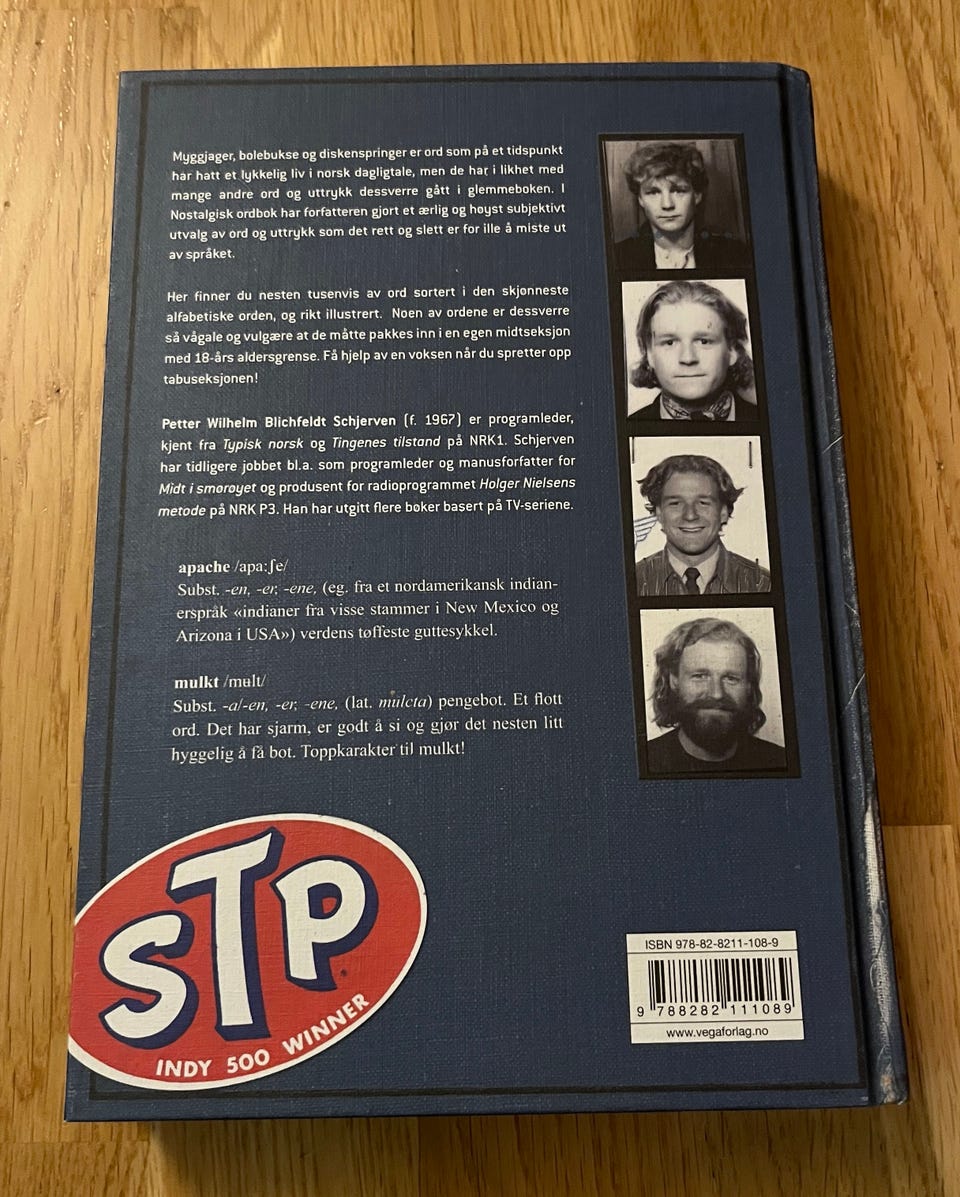 Myggjager, bolebukse og diskenspringer er ord som på et tidspunkt
har hatt et lykkelig liv i norsk dagligtale, men de har i likhet med
mange andre ord og uttrykk dessverre gått i glemmeboken. I
Nostalgisk ordbok har forfatteren gjort et ærlig og høyst subjektivt
utvalg av ord og uttrykk som det rett og slett er for ille å miste ut
av språket.
Her finner du nesten tusenvis av ord sortert i den skjønneste
alfabetiske orden, og rikt illustrert. Noen av ordene er dessverre
så vågale og vulgære at de måtte pakkes inn i en egen midtseksjon
med 18-års aldersgrense. Få hjelp av en voksen når du spretter opp
tabuseksjonen!
Petter Wilhelm Blichfeldt Schjerven (f. 1967) er programleder,
kjent fra Typisk norsk og Tingenes tilstand på NRK1. Schjerven
har tidligere jobbet bl.a. som programleder og manusforfatter for
Midt i smørøyet og produsent for radioprogrammet Holger Nielsens
metode på NRK P3. Han har utgitt flere bøker basert på TV-seriene.
apache /apa:ʃe/
Subst. -en, -er, -ene, (eg. fra et nordamerikansk indian-
erspråk «indianer fra visse stammer i New Mexico og
Arizona i USA») verdens tøffeste guttesykkel.
mulkt /mʉlt/
Subst. -a/-en, -er, -ene, (lat. mulcta) pengebot. Et flott
ord. Det har sjarm, er godt å si og gjør det nesten litt
hyggelig å få bot. Toppkarakter til mulkt!
STP
INDY 500 WINNER
ISBN 978-82-8211-108-9
9 788282 111089
www.vegaforlag.no